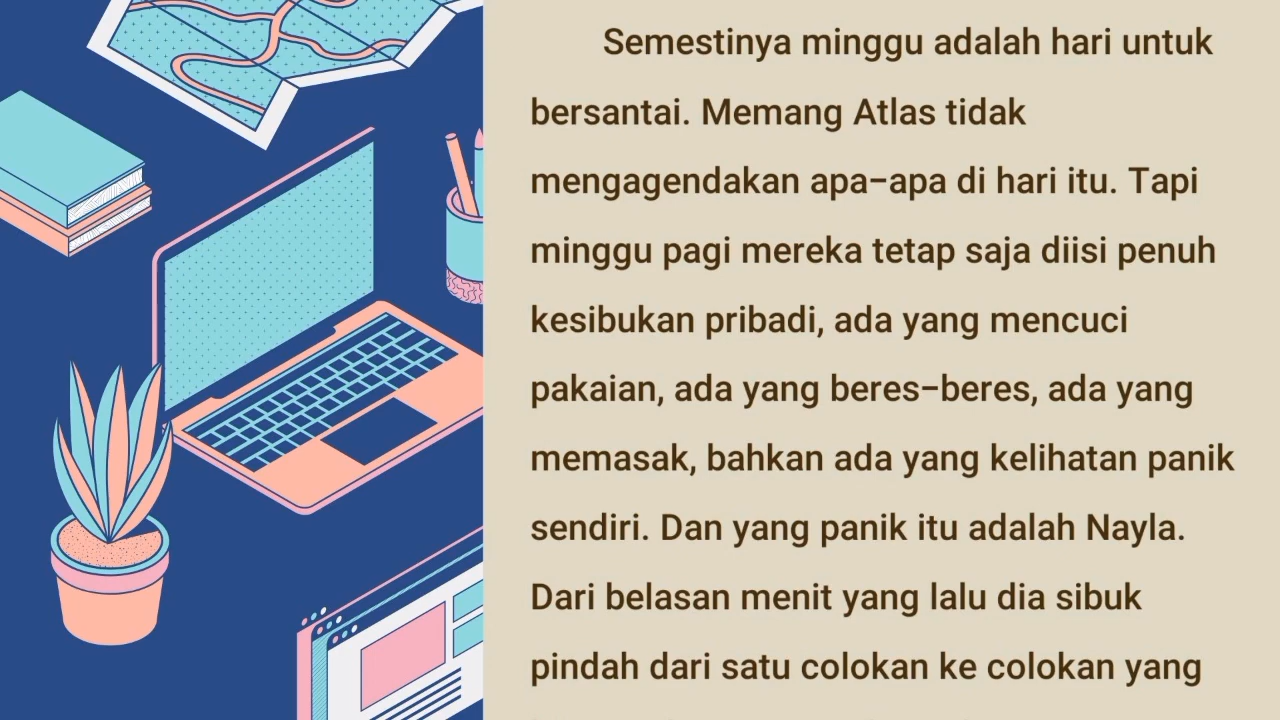 Semestinya minggu adalah hari untuk
bersantai. Memang Atlas tidak
mengagendakan apa-apa di hari itu. Tapi
minggu pagi mereka tetap saja diisi penuh
kesibukan pribadi, ada yang mencuci
pakaian, ada yang beres-beres, ada yang
memasak, bahkan ada yang kelihatan panik
sendiri. Dan yang panik itu adalah Nayla.
Dari belasan menit yang lalu dia sibuk
pindah dari satu colokan ke colokan yang